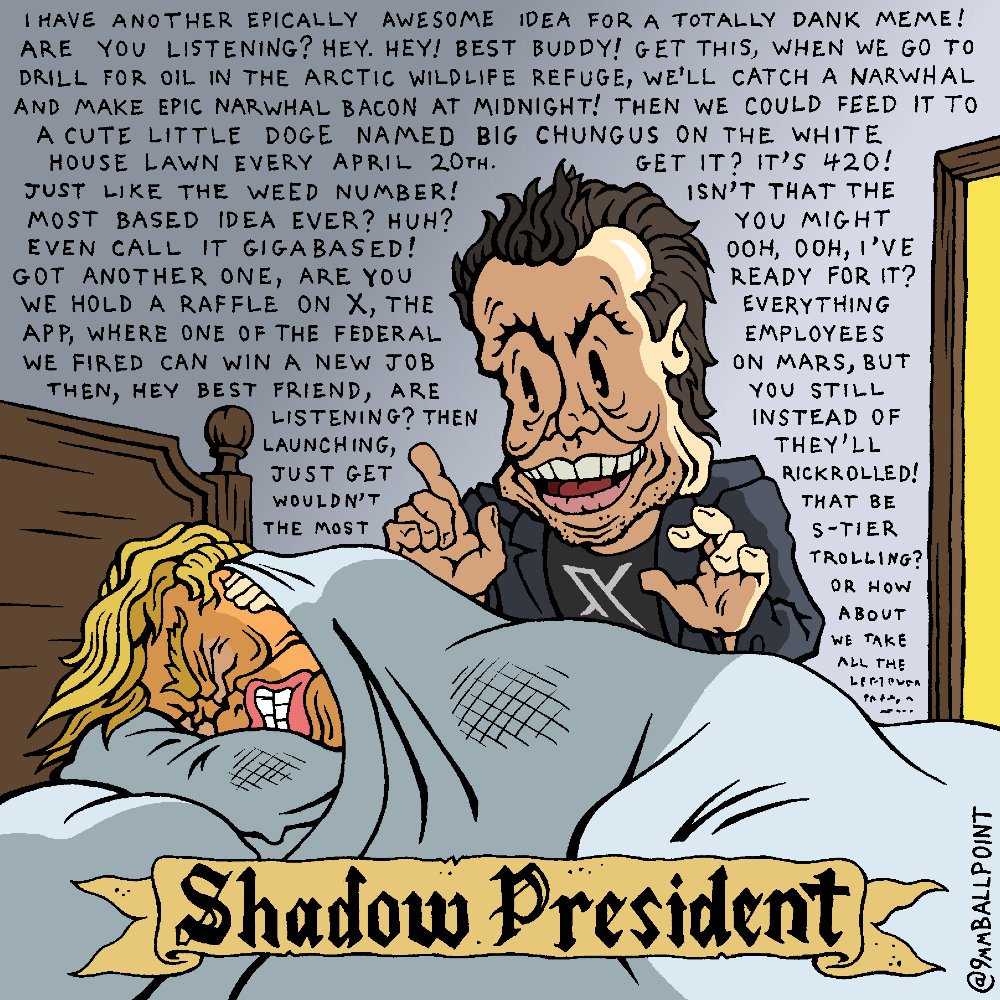 I HAVE ANOTHER EPICALLY AWESOME IDEA FOR A TOTALLY DANK MEME!
ARE YOU LISTENING? HEY. HEY! BEST BUDDY! GET THIS, WHEN WE GO TO
DRILL FOR OIL IN THE ARCTIC WILDLIFE REFUGE, WE'LL CATCH A NARWHAL
AND MAKE EPIC NARWHAL BACON AT MIDNIGHT! THEN WE COULD FEED IT TO
A CUTE LITTLE DOGE NAMED BIG CHUNGUS ON THE WHITE
HOUSE LAWN EVERY APRIL 20TH. GET IT? IT'S 420!
JUST LIKE THE WEED NUMBER! ISN'T THAT THE
MOST BASED IDEA EVER? HUH? YOU MIGHT
EVEN CALL IT GIGABASED! OOH, OOH, I'VE
GOT ANOTHER ONE, ARE YOU READY FOR IT?
WE HOLD A RAFFLE ON X, THE EVERYTHING
APP, WHERE ONE OF THE FEDERAL EMPLOYEES
WE FIRED CAN WIN A NEW JOB ON MARS, BUT
THEN, HEY BEST FRIEND, ARE YOU STILL
LISTENING? THEN INSTEAD OF
LAUNCHING, THEY'LL
JUST GET RICKROLLED!
WOULDN'T THAT BE
THE MOST S-TIER
TROLLING?
OR HOW
ABOUT
WE TAKE
ALL THE
LEFTOVER
X
Shadow President
@9MMBALLPOINT